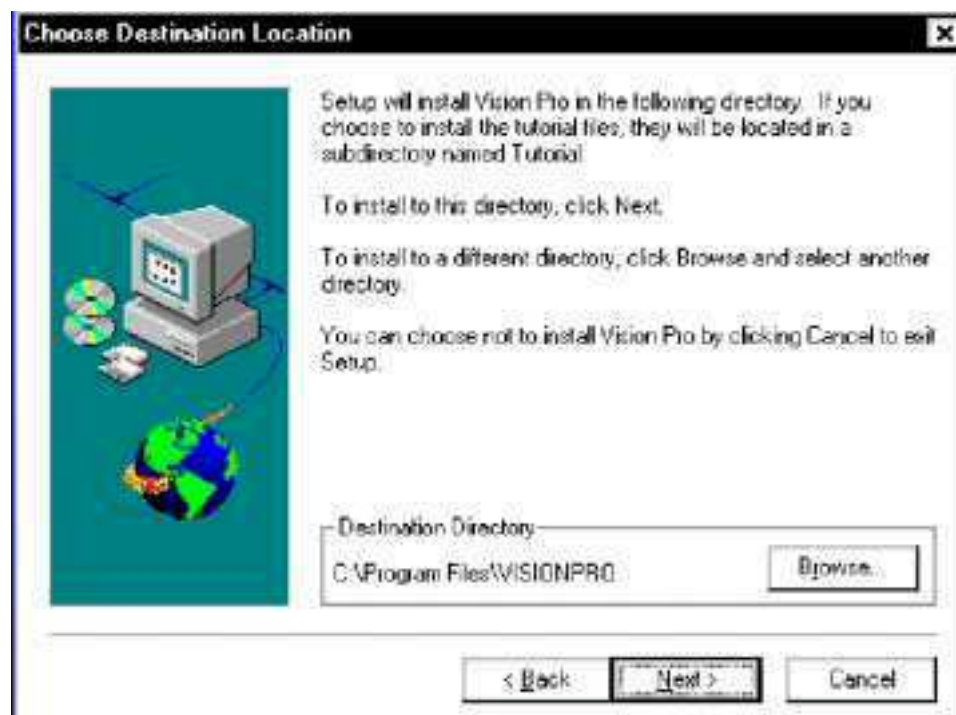 Choose Destination Location
Setup will install Vision Pro in the following directory. If you
choose to install the tutorial files, they will be located in a
subdirectory named Tutorial.
To install to this directory, click Next.
To install to a different directory, click Browse and select another
directory.
You can choose not to install Vision Pro by clicking Cancel to exit
Setup.
Destination Directory
C:\Program Files\VISIONPRO
Browse...
< Back
Next >
Cancel